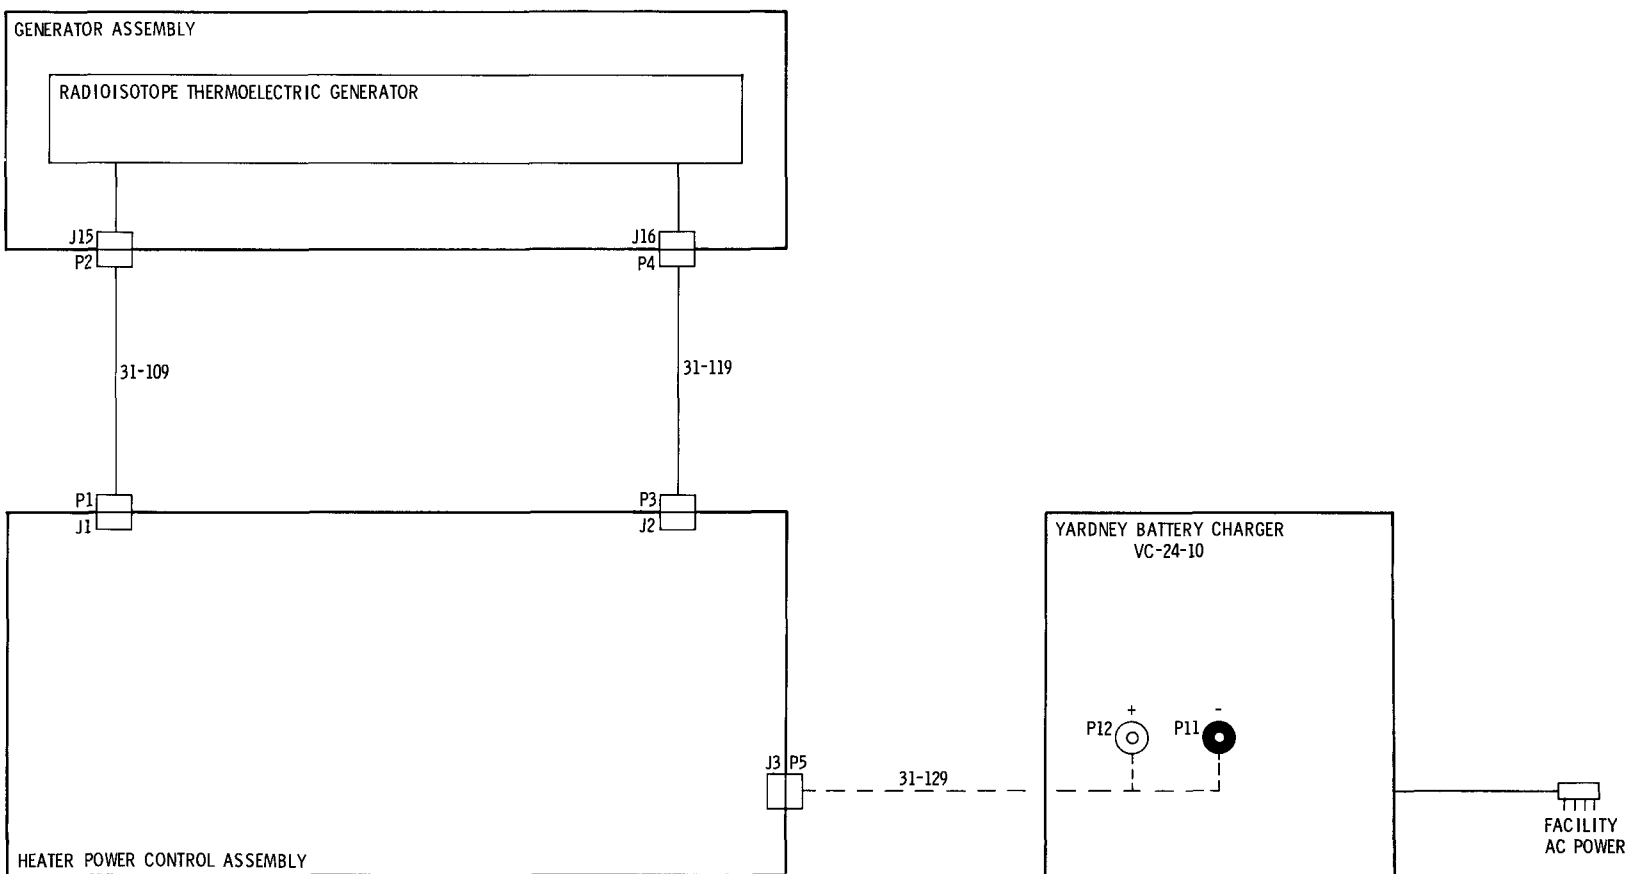 GENERATOR ASSEMBLY
RADIOISOTOPE THERMOELECTRIC GENERATOR
J15
J16
P2
P4
31-109
31-119
P1
P3
J1
J2
YARDNEY BATTERY CHARGER
VC-24-10
+
-
P12
P11
J3
P5
31-129
FACILITY
AC POWER
HEATER POWER CONTROL ASSEMBLY